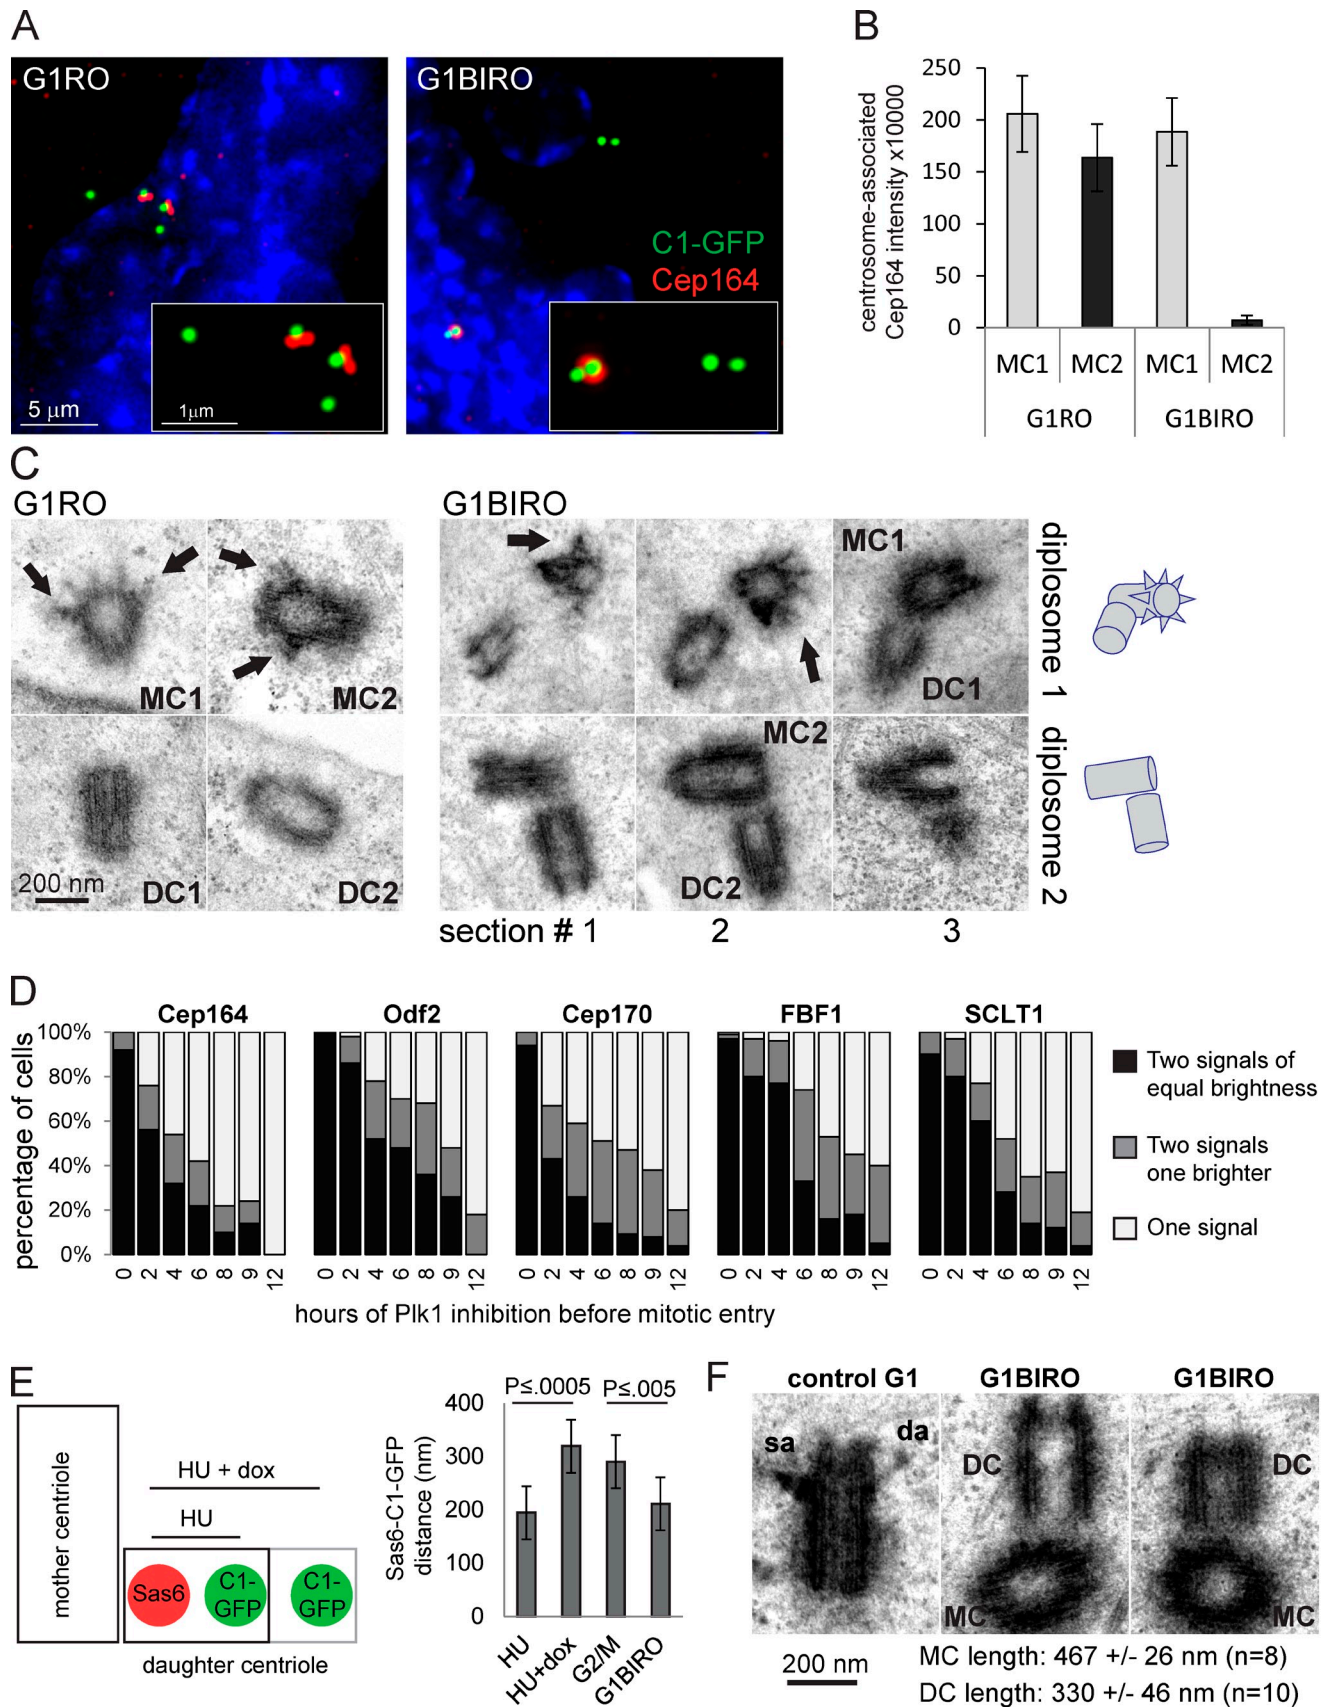 A
G1RO
5 μm
1μm
G1BIRO
C1-GFP
Cep164
B
centrosome-associated
Cep164 intensity x10000
250
200
150
100
50
0
MC1
MC2
MC1
MC2
G1RO
G1BIRO
C
G1RO
MC1
MC2
DC1
DC2
200 nm
G1BIRO
MC1
DC1
MC2
DC2
section # 1
2
3
diplosome 1
diplosome 2
D
percentage of cells
100%
80%
60%
40%
20%
0%
Cep164
Odf2
Cep170
FBF1
SCLT1
0 2 4 6 8 9 12
0 2 4 6 8 9 12
0 2 4 6 8 9 12
0 2 4 6 8 9 12
0 2 4 6 8 9 12
hours of Plk1 inhibition before mitotic entry
Two signals of
equal brightness
Two signals
one brighter
One signal
E
mother centriole
HU + dox
HU
Sas6
C1-
GFP
C1-
GFP
daughter centriole
Sas6-C1-GFP
distance (nm)
P≤.0005
P≤.005
400
300
200
100
0
HU
HU+dox
G2/M
G1BIRO
F
control G1
G1BIRO
G1BIRO
sa
da
DC
MC
DC
MC
200 nm
MC length: 467 +/- 26 nm (n=8)
DC length: 330 +/- 46 nm (n=10)